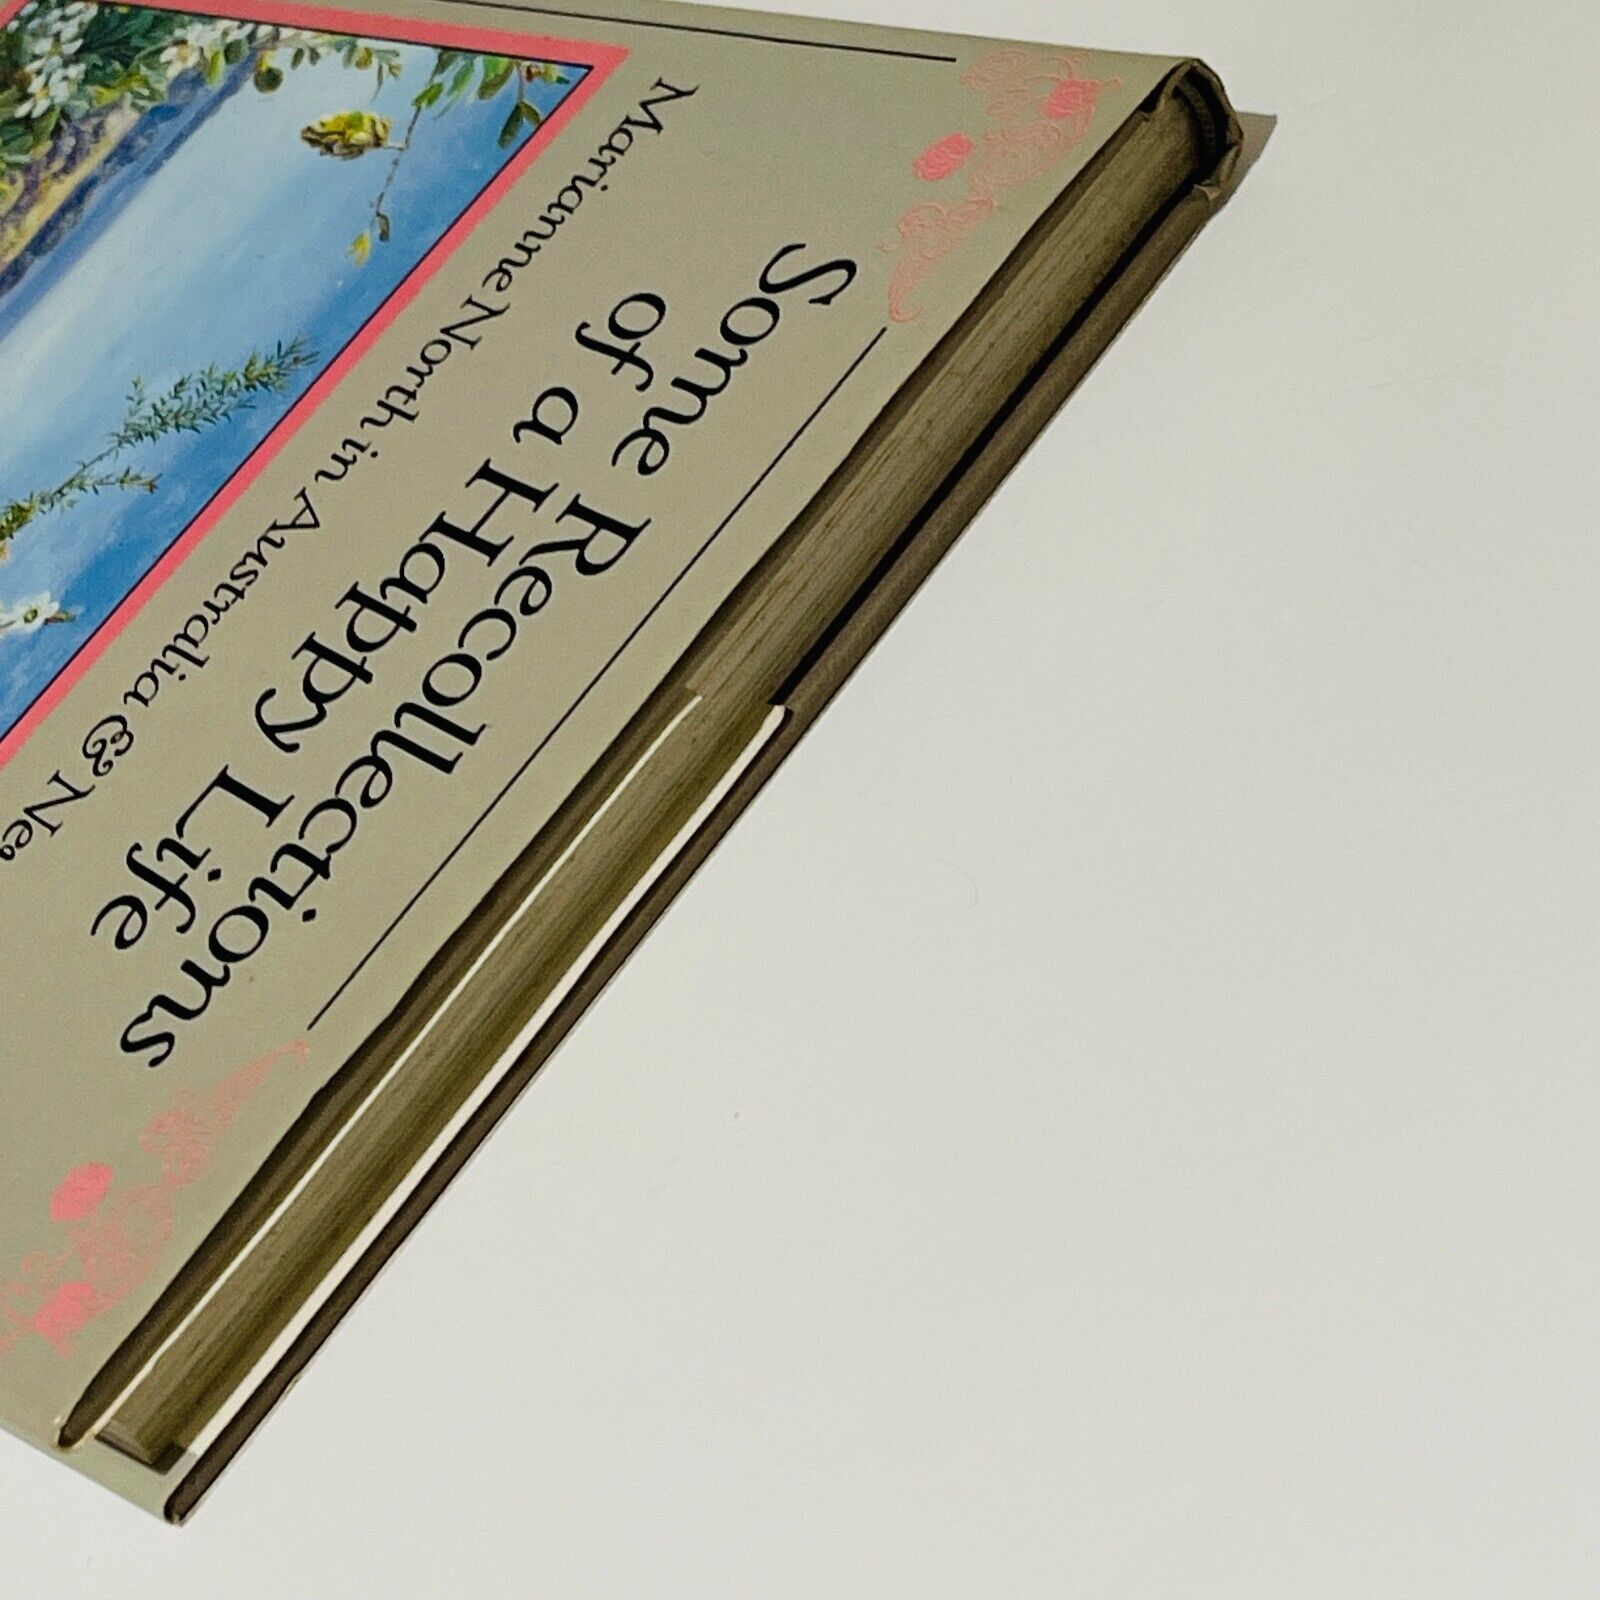 Some Recollections
of a Happy Life
Marianne North in Australia &